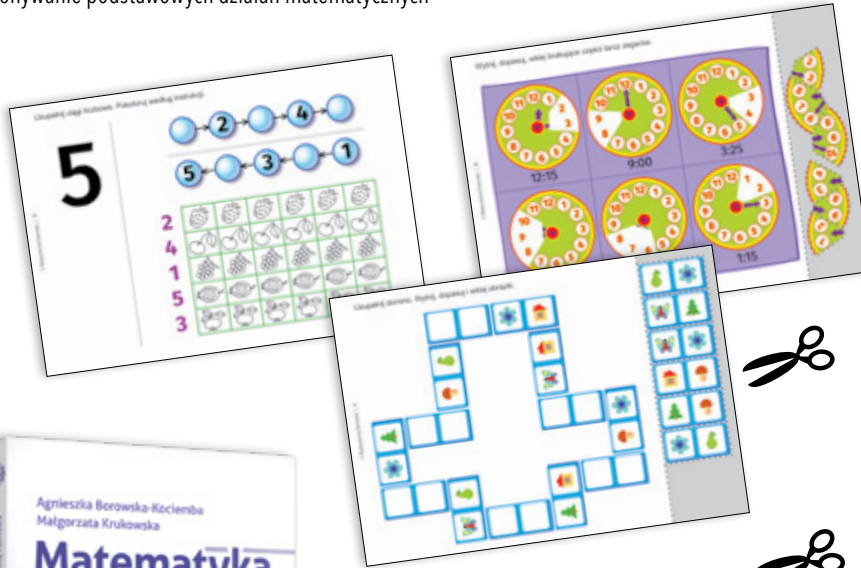 podstawowych działań matematycznych
Uzupełnij ciągi liczbowe. Pokoloruj według instrukcji.
5
2 4
5 3 1
2
4
1
5
3
Wytnij, dopasuj, wklej brakujące części tarcz zegarów.
12:15 9:00 3:25
1:15
Uzupełnij domino. Wytnij, dopasuj i wklej obrazki.
Agnieszka Borowska-Kociemba
Małgorzata Krukowska
Matematyka